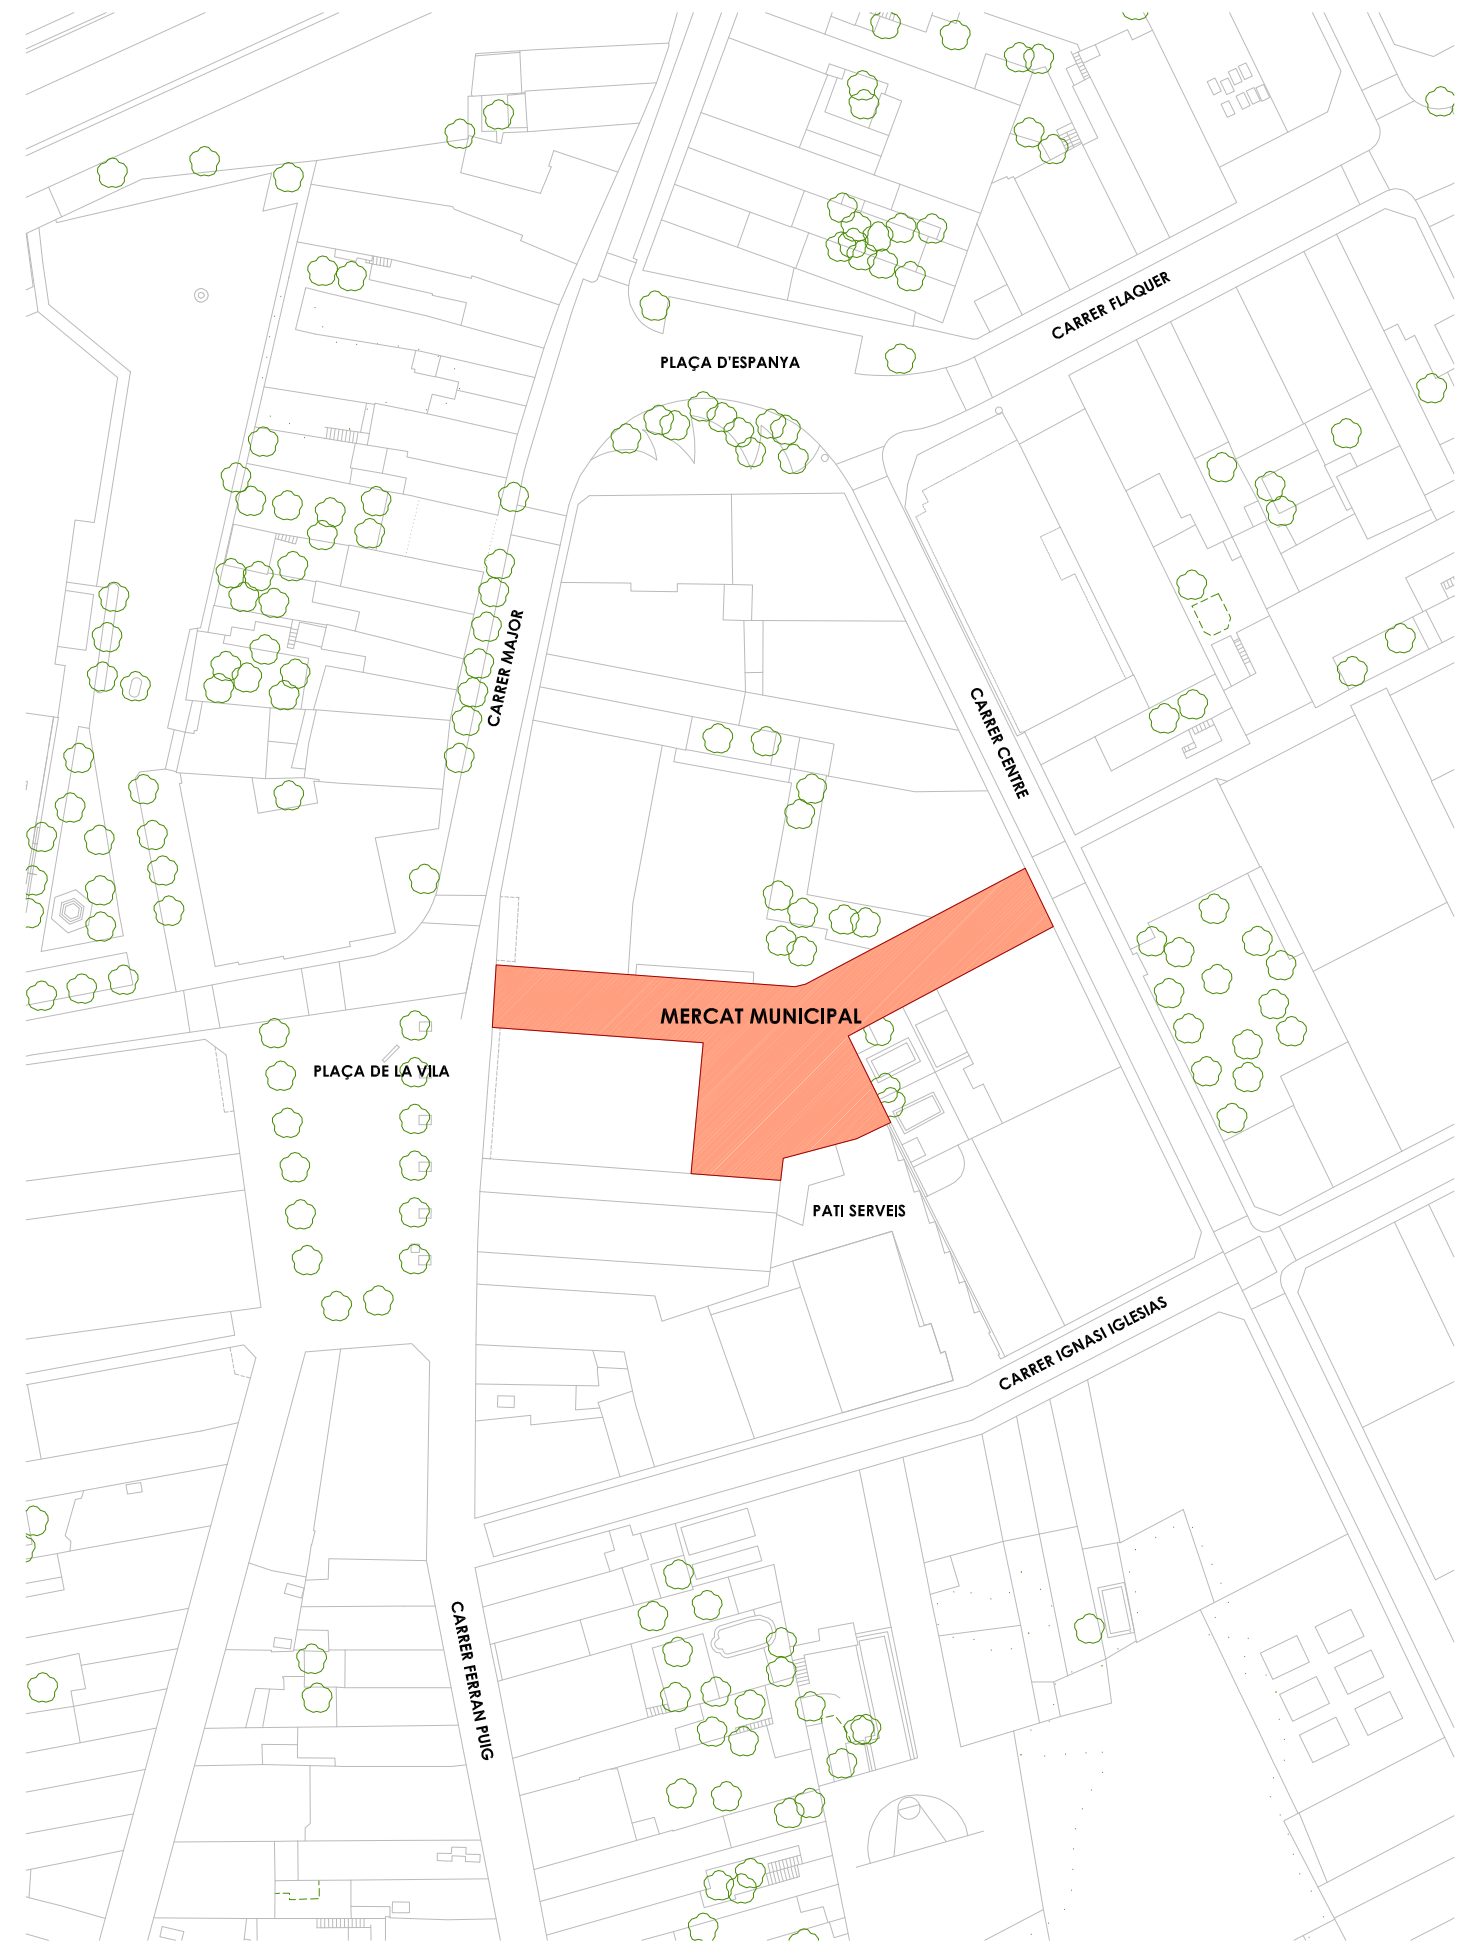 CARRER FLAQUER
PLAÇA D'ESPANYA
CARRER MAJOR
CARRER CENTRE
MERCAT MUNICIPAL
PLAÇA DE LA VILA
PATI SERVEIS
CARRER IGNASI IGLESIAS
CARRER FERRAN PUIG